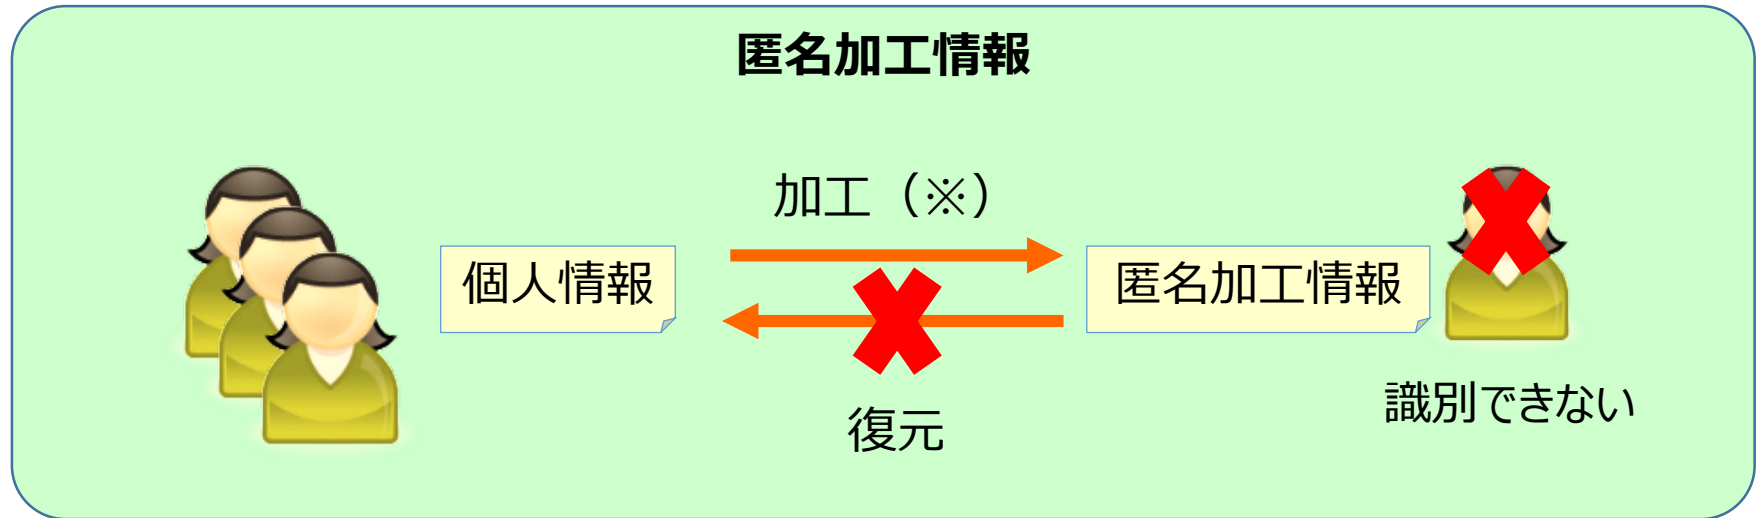 匿名加工情報
加工（※）
個人情報
匿名加工情報
復元
識別できない